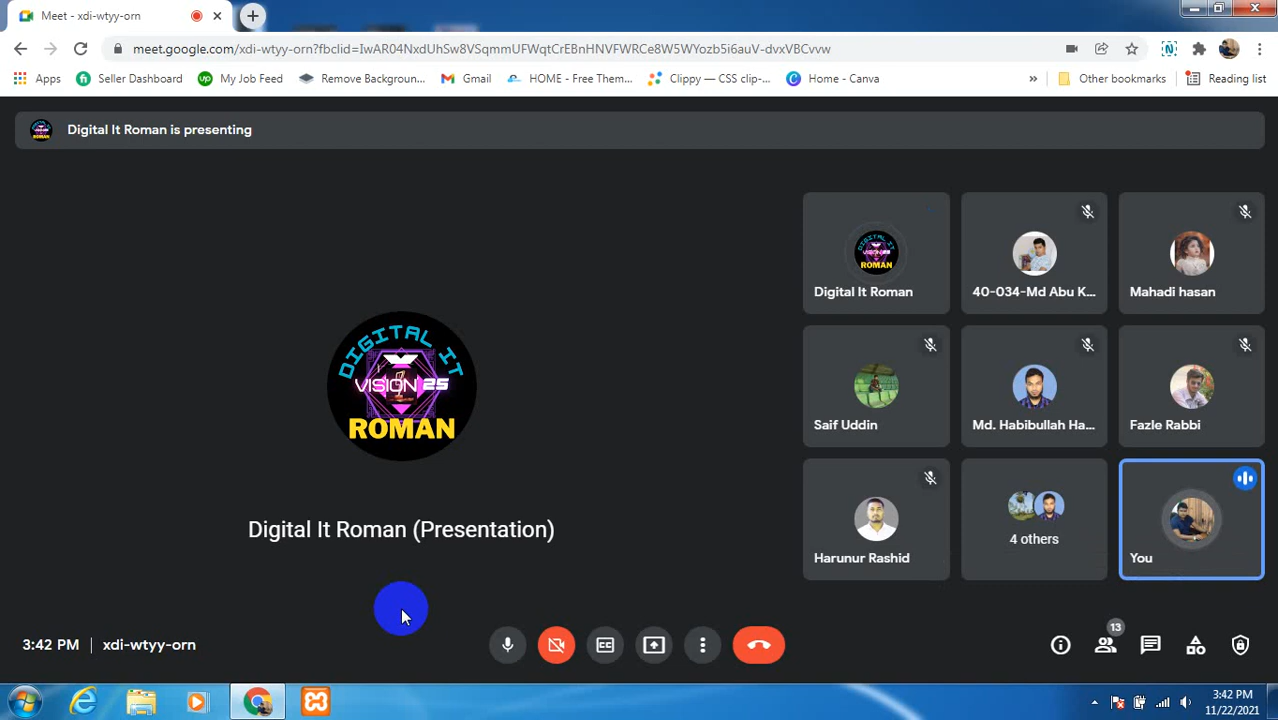 Meet - xdi-wtyy-orn
meet.google.com/xdi-wtyy-orn?fbclid=IwAR04NxdUhSw8VSqmmUFWqtCrEBnHNVFWRCe8W5WYozb5i6auV-dvxVBCvvw
Apps
Seller Dashboard
up My Job Feed
Remove Backgroun...
Gmail
HOME - Free Them...
Clippy — CSS clip-...
Home - Canva
»
Other bookmarks
Reading list
Digital It Roman is presenting
DIGITAL IT
VISION 25
ROMAN
Digital It Roman (Presentation)
Digital It Roman
40-034-Md Abu K...
Mahadi hasan
Saif Uddin
Md. Habibullah Ha...
Fazle Rabbi
Harunur Rashid
4 others
You
3:42 PM | xdi-wtyy-orn
13
3:42 PM
11/22/2021